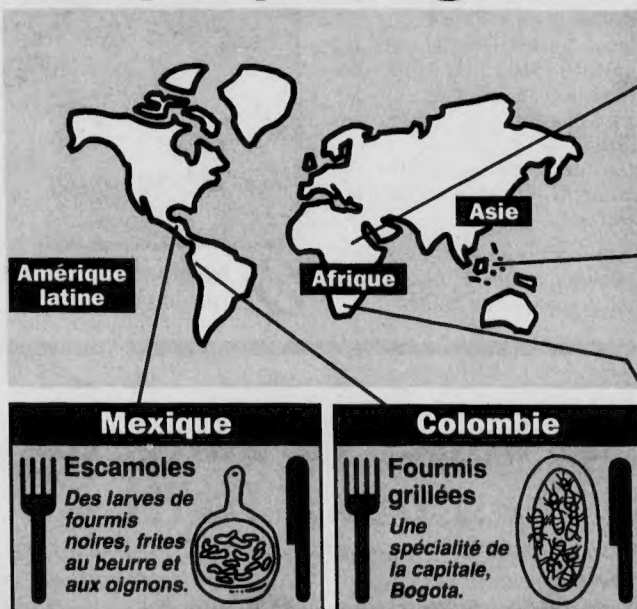 Asie
Amérique
latine
Afrique
Mexique
Escamoles
Des larves de
fourmis
noires, frites
au beurre et
aux oignons.
Colombie
Fourmis
grillées
Une
spécialité de
la capitale,
Bogota.